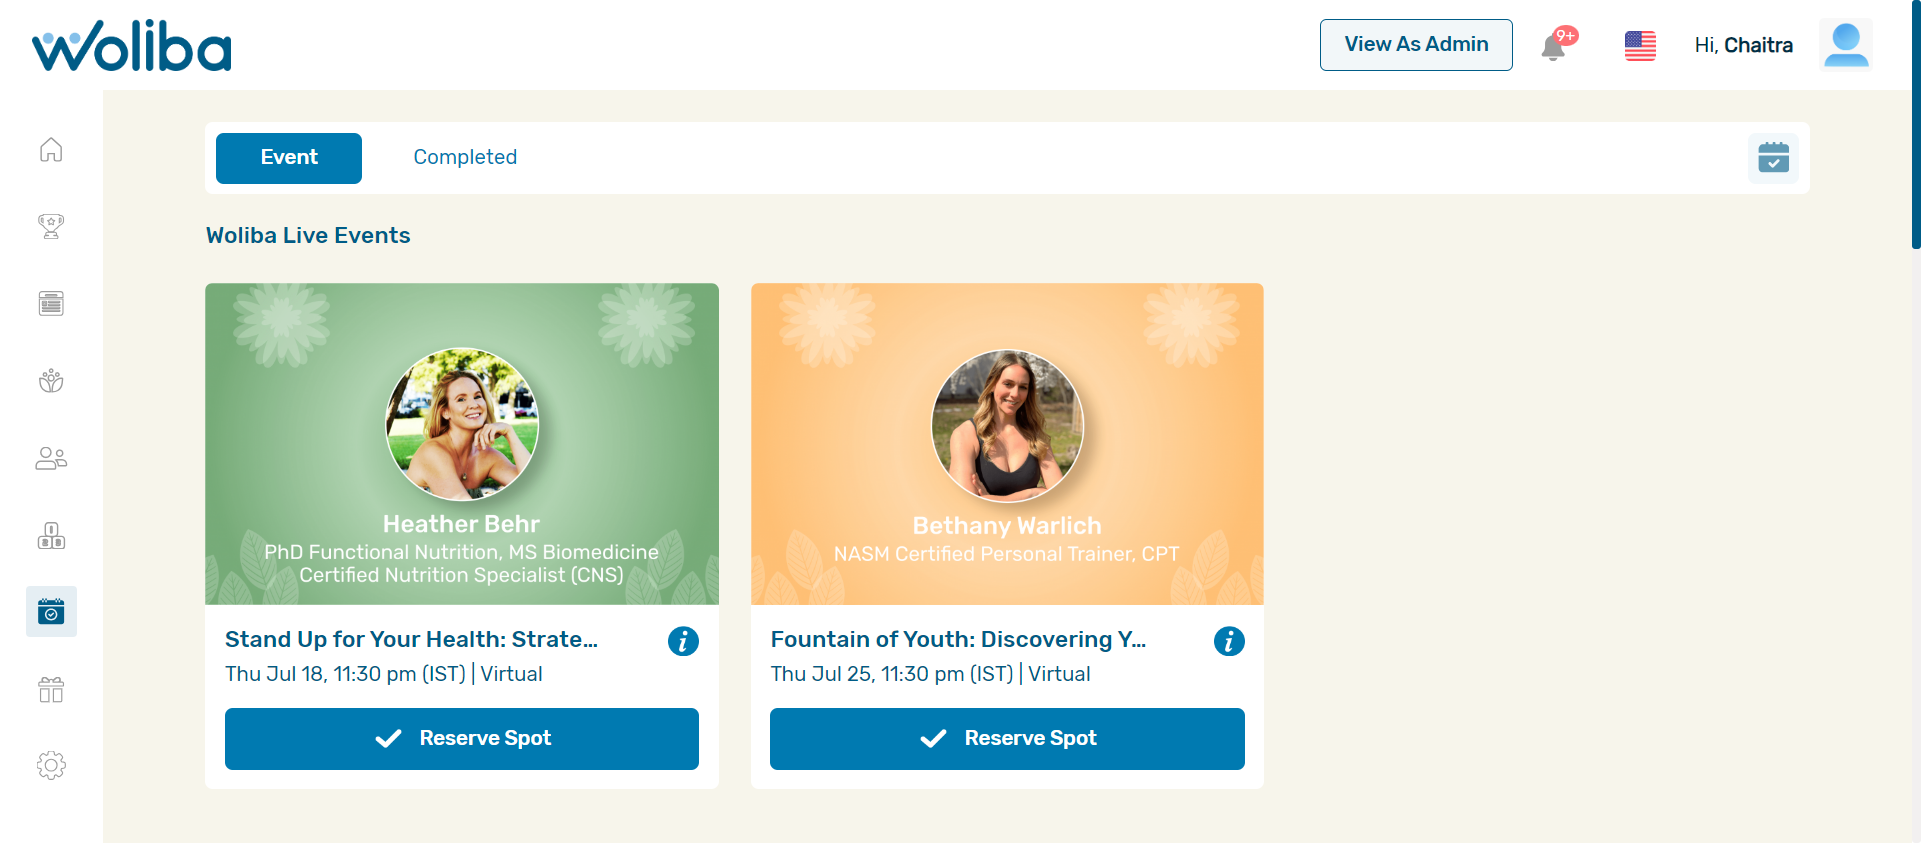 Woliba
View As Admin
9+
Hi, Chaitra
Event
Completed
Woliba Live Events
Heather Behr
PhD Functional Nutrition, MS Biomedicine
Certified Nutrition Specialist (CNS)
Stand Up for Your Health: Strate...
Thu Jul 18, 11:30 pm (IST) | Virtual
Reserve Spot
Bethany Warlich
NASM Certified Personal Trainer, CPT
Fountain of Youth: Discovering Y...
Thu Jul 25, 11:30 pm (IST) | Virtual
Reserve Spot